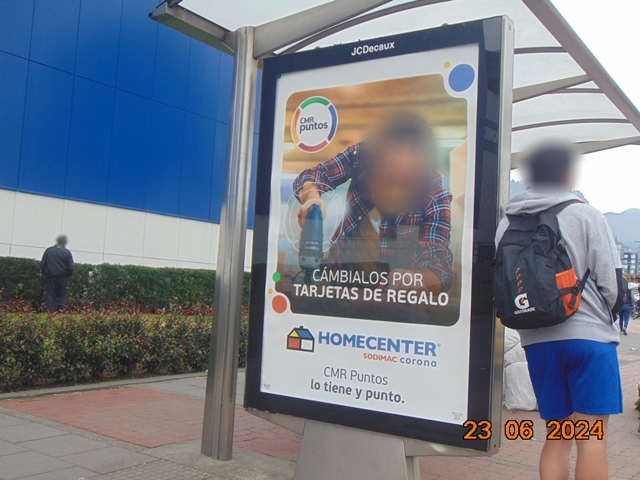 JCDecaux
CMR
puntos
CÁMBIALOS POR
TARJETAS DE REGALO
HOMECENTER
SODIMAC corona
CMR Puntos
lo tiene y punto.
G
GATORADE
23 06 2024